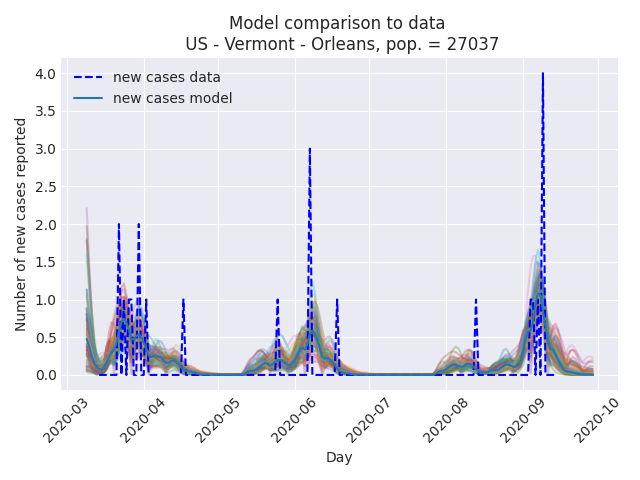 Model comparison to data
US - Vermont - Orleans, pop. = 27037
new cases data
new cases model
Number of new cases reported
4.0
3.5
3.0
2.5
2.0
1.5
1.0
0.5
0.0
2020-03
2020-04
2020-05
2020-06
2020-07
2020-08
2020-09
2020-10
Day